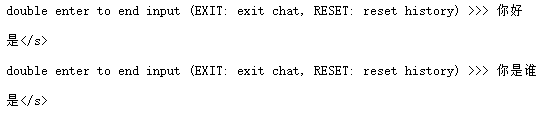 double enter to end input (EXIT: exit chat, RESET: reset history) >>> 你好
是</s>
double enter to end input (EXIT: exit chat, RESET: reset history) >>> 你是谁
是</s>